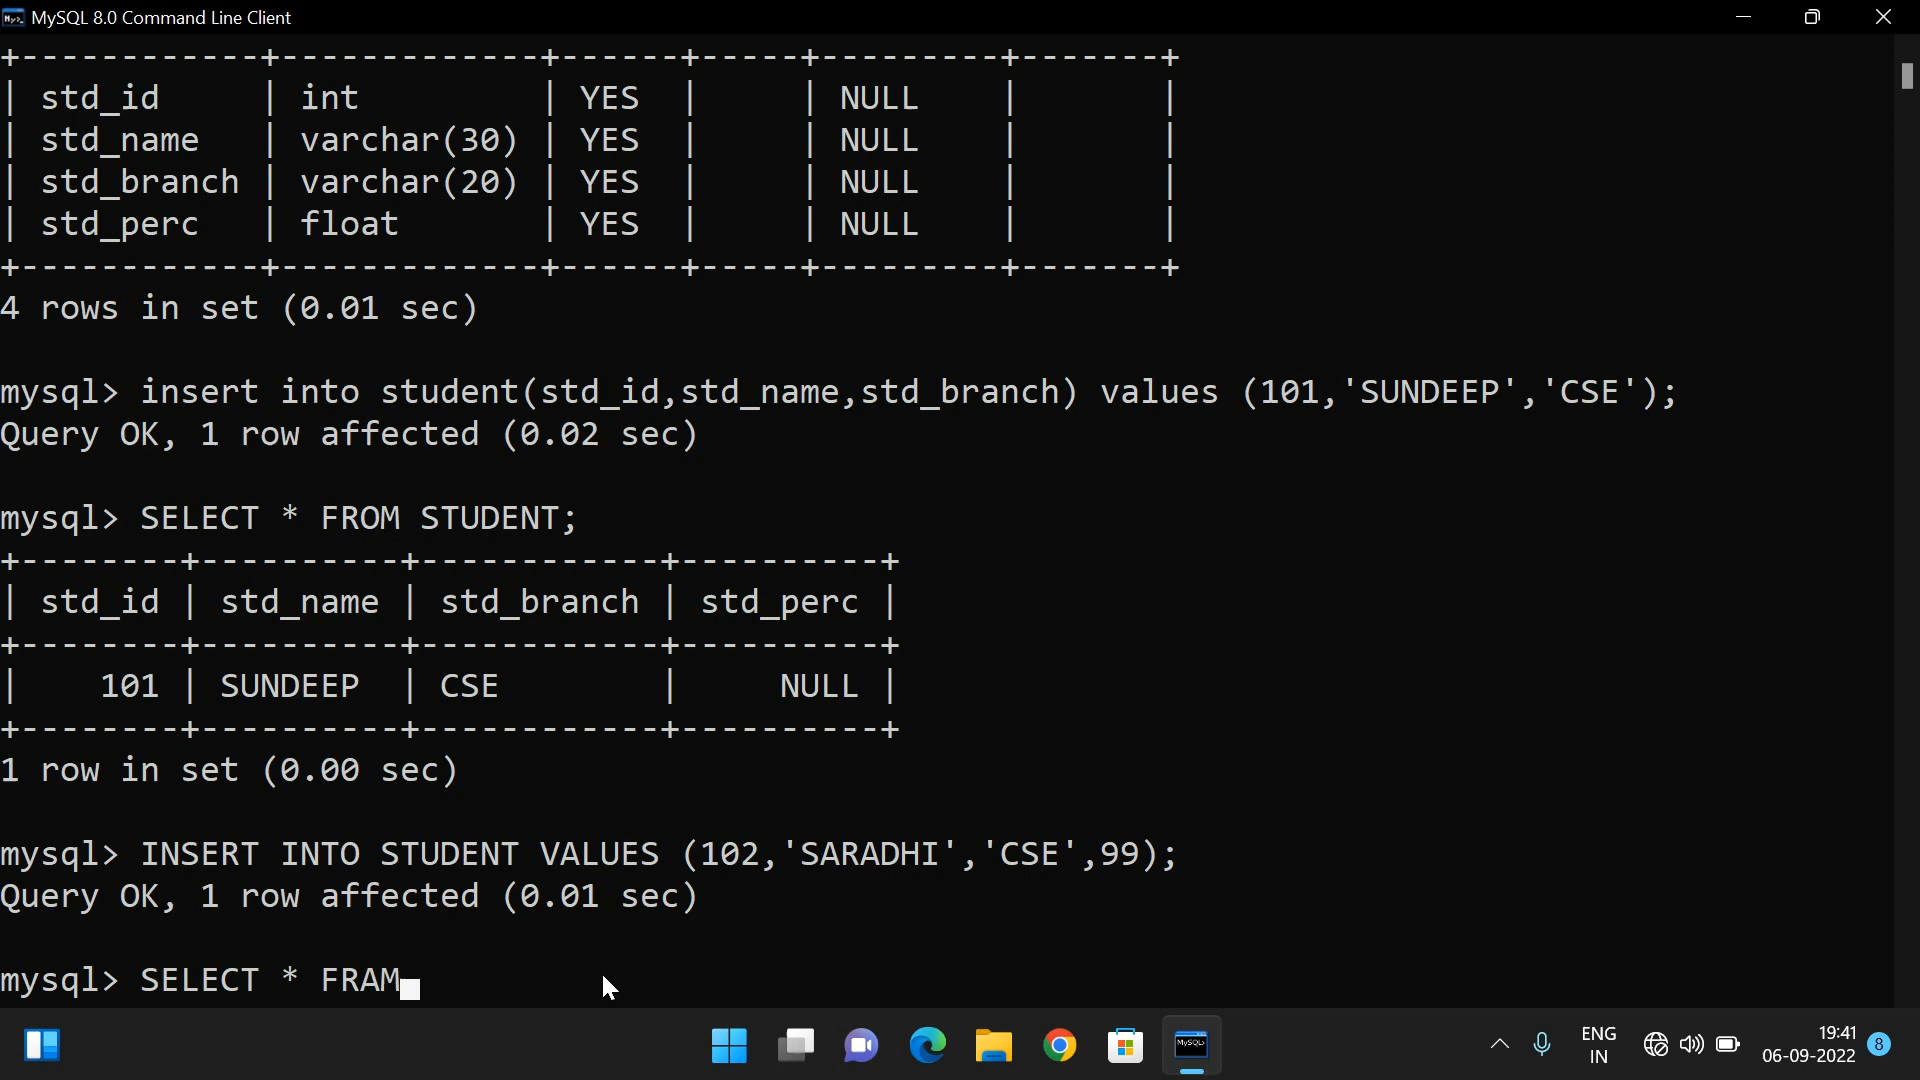 MySQL 8.0 Command Line Client
+------------+-------------+------+-----+---------+-------+
| std_id     | int         | YES  |     | NULL    |       |
| std_name   | varchar(30) | YES  |     | NULL    |       |
| std_branch | varchar(20) | YES  |     | NULL    |       |
| std_perc   | float       | YES  |     | NULL    |       |
+------------+-------------+------+-----+---------+-------+
4 rows in set (0.01 sec)
mysql> insert into student(std_id,std_name,std_branch) values (101,'SUNDEEP','CSE');
Query OK, 1 row affected (0.02 sec)
mysql> SELECT * FROM STUDENT;
+--------+----------+------------+----------+
| std_id | std_name | std_branch | std_perc |
+--------+----------+------------+----------+
|    101 | SUNDEEP  | CSE        |     NULL |
+--------+----------+------------+----------+
1 row in set (0.00 sec)
mysql> INSERT INTO STUDENT VALUES (102,'SARADHI','CSE',99);
Query OK, 1 row affected (0.01 sec)
mysql> SELECT * FRAM
MySQL>
ENG
IN
19:41
06-09-2022
8